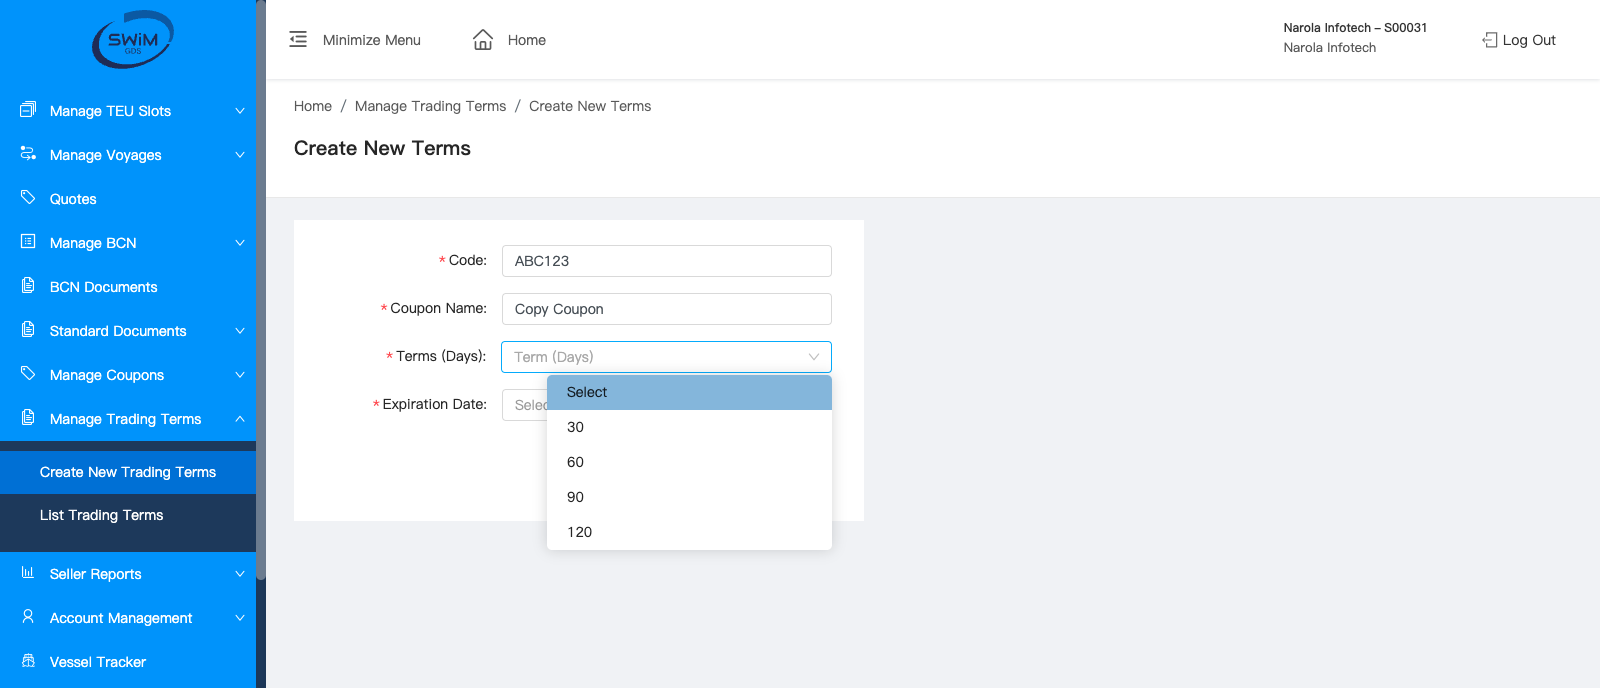 SWiM
GDS
Minimize Menu
Home
Narola Infotech – S00031
Narola Infotech
Log Out
Manage TEU Slots
Manage Voyages
Quotes
Manage BCN
BCN Documents
Standard Documents
Manage Coupons
Manage Trading Terms
Create New Trading Terms
List Trading Terms
Seller Reports
Account Management
Vessel Tracker
Home / Manage Trading Terms / Create New Terms
Create New Terms
* Code: ABC123
* Coupon Name: Copy Coupon
* Terms (Days): Term (Days)
* Expiration Date:
Select
30
60
90
120